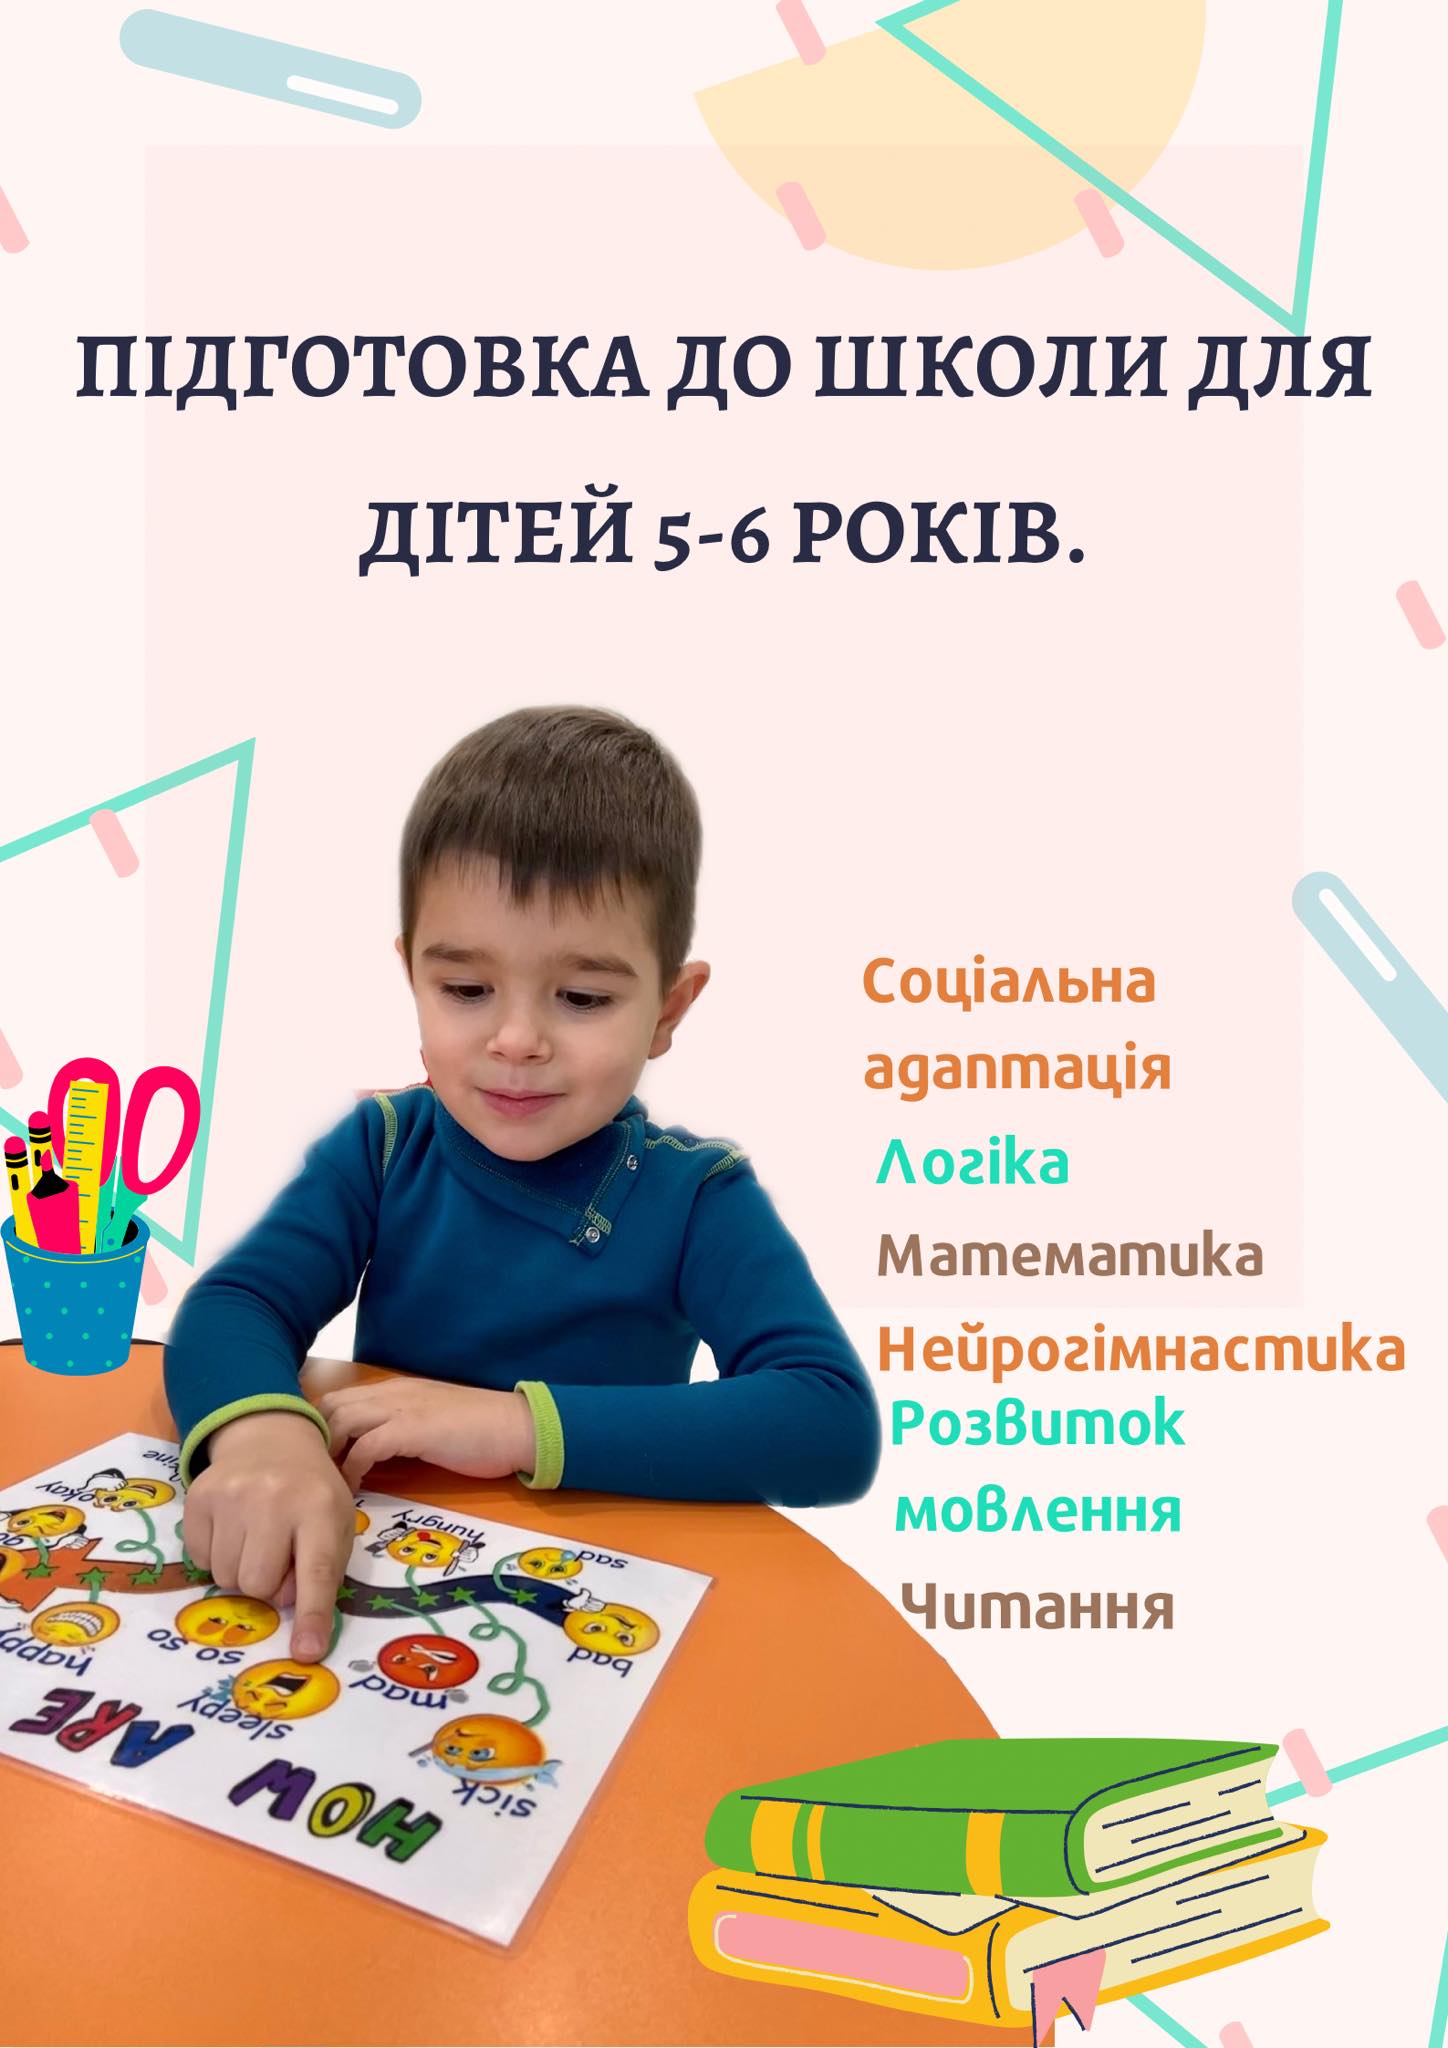 ПІДГОТОВКА ДО ШКОЛИ ДЛЯ
ДІТЕЙ 5-6 РОКІВ.
Соціальна
адаптація
Логіка
Математика
Нейрогімнастика
Розвиток
мовлення
Читання
okay
hungry
sad
happy
so so
sleepy
mad
bad
sick
HOW ARE